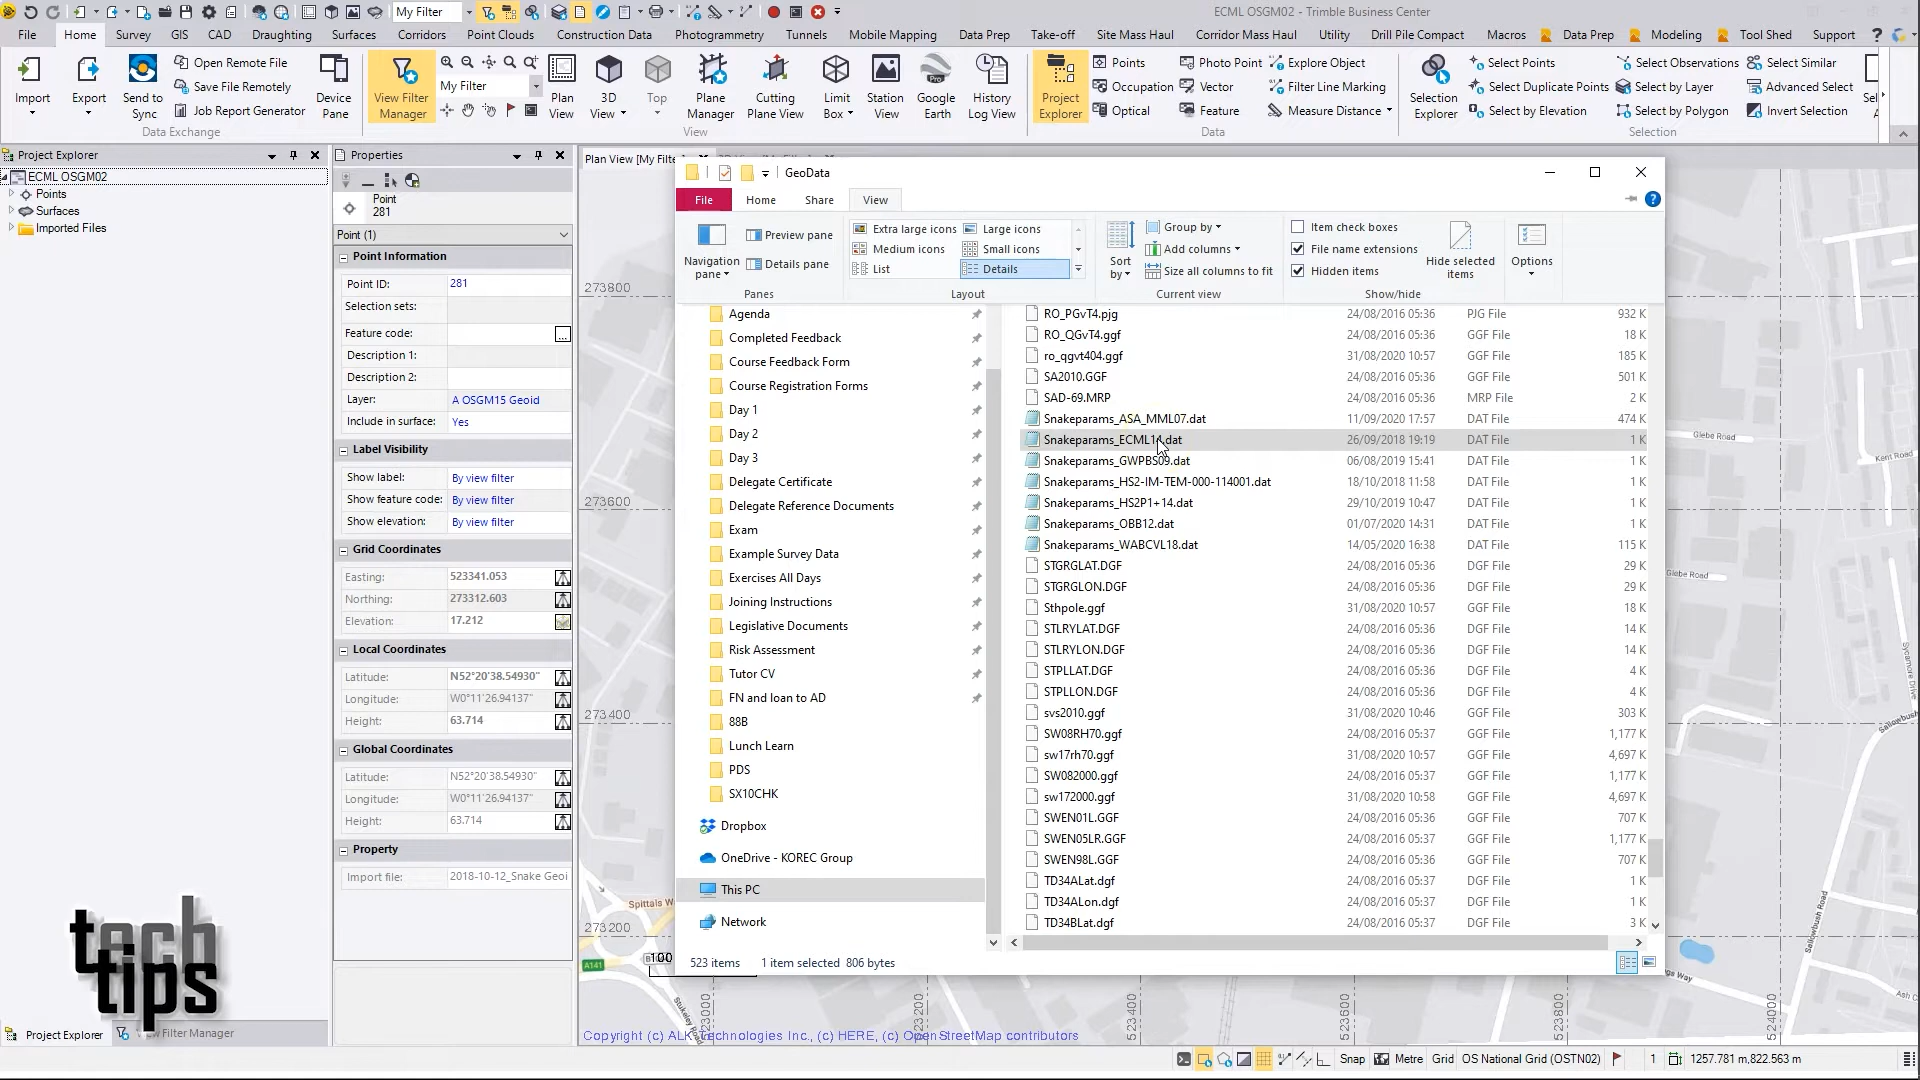 My Filter
ECML OSGM02 - Trimble Business Center
File Home Survey GIS CAD Draughting Surfaces Corridors Point Clouds Construction Data Photogrammetry Tunnels Mobile Mapping Data Prep Take-off Site Mass Haul Corridor Mass Haul Utility Drill Pile Compact Macros Data Prep Modeling Tool Shed Support
Import
Export
Send to Sync
Open Remote File
Save File Remotely
Job Report Generator
Device Pane
Data Exchange
View Filter Manager
My Filter
Plan View
3D View
Top
Plane Manager
Cutting Plane View
Limit Box
Station View
Google Earth
History Log View
View
Project Explorer
Points
Occupation
Optical
Photo Point
Vector
Feature
Explore Object
Filter Line Marking
Measure Distance
Data
Selection Explorer
Select Points
Select Duplicate Points
Select by Elevation
Select Observations
Select by Layer
Select by Polygon
Select Similar
Advanced Select
Invert Selection
Selection
Project Explorer
ECML OSGM02
Points
Surfaces
Imported Files
Properties
Point
281
Point (1)
Point Information
Point ID: 281
Selection sets:
Feature code:
Description 1:
Description 2:
Layer: A OSGM15 Geoid
Include in surface: Yes
Label Visibility
Show label: By view filter
Show feature code: By view filter
Show elevation: By view filter
Grid Coordinates
Easting: 523341.053
Northing: 273312.603
Elevation: 17.212
Local Coordinates
Latitude: N52°20'38.54930"
Longitude: W0°11'26.94137"
Height: 63.714
Global Coordinates
Latitude: N52°20'38.54930"
Longitude: W0°11'26.94137"
Height: 63.714
Property
Import file: 2018-10-12_Snake Geoi
Plan View [My Filte
GeoData
File Home Share View
Navigation pane
Preview pane
Details pane
Panes
Extra large icons Large icons
Medium icons Small icons
List Details
Layout
Sort by
Group by
Add columns
Size all columns to fit
Current view
Item check boxes
File name extensions
Hidden items
Hide selected items
Show/hide
Options
Agenda
Completed Feedback
Course Feedback Form
Course Registration Forms
Day 1
Day 2
Day 3
Delegate Certificate
Delegate Reference Documents
Exam
Example Survey Data
Exercises All Days
Joining Instructions
Legislative Documents
Risk Assessment
Tutor CV
FN and loan to AD
88B
Lunch Learn
PDS
SX10CHK
Dropbox
OneDrive - KOREC Group
This PC
Network
RO_PGvT4.pjg 24/08/2016 05:36 PJG File 932 K
RO_QGvT4.ggf 24/08/2016 05:36 GGF File 18 K
ro_qgvt404.ggf 31/08/2020 10:57 GGF File 185 K
SA2010.GGF 24/08/2016 05:36 GGF File 501 K
SAD-69.MRP 24/08/2016 05:36 MRP File 2 K
Snakeparams_ASA_MML07.dat 11/09/2020 17:57 DAT File 474 K
Snakeparams_ECML14.dat 26/09/2018 19:19 DAT File 1 K
Snakeparams_GWPBS09.dat 06/08/2019 15:41 DAT File 1 K
Snakeparams_HS2-IM-TEM-000-114001.dat 18/10/2018 11:58 DAT File 1 K
Snakeparams_HS2P1+14.dat 29/10/2019 10:47 DAT File 1 K
Snakeparams_OBB12.dat 01/07/2020 14:31 DAT File 1 K
Snakeparams_WABCVL18.dat 14/05/2020 16:38 DAT File 115 K
STGRGLAT.DGF 24/08/2016 05:36 DGF File 29 K
STGRGLON.DGF 24/08/2016 05:36 DGF File 29 K
Sthpole.ggf 31/08/2020 10:57 GGF File 18 K
STLRYLAT.DGF 24/08/2016 05:36 DGF File 14 K
STLRYLON.DGF 24/08/2016 05:36 DGF File 14 K
STPLLAT.DGF 24/08/2016 05:36 DGF File 4 K
STPLLON.DGF 24/08/2016 05:36 DGF File 4 K
svs2010.ggf 31/08/2020 10:46 GGF File 303 K
SW08RH70.ggf 24/08/2016 05:37 GGF File 1,177 K
sw17rh70.ggf 31/08/2020 10:57 GGF File 4,697 K
SW082000.ggf 24/08/2016 05:37 GGF File 1,177 K
sw172000.ggf 31/08/2020 10:58 GGF File 4,697 K
SWEN01L.GGF 24/08/2016 05:36 GGF File 707 K
SWEN05LR.GGF 24/08/2016 05:37 GGF File 1,177 K
SWEN98L.GGF 24/08/2016 05:36 GGF File 707 K
TD34ALat.dgf 24/08/2016 05:37 DGF File 1 K
TD34ALon.dgf 24/08/2016 05:37 DGF File 1 K
TD34BLat.dgf 24/08/2016 05:37 DGF File 3 K
523 items 1 item selected 806 bytes
273800
273600
273400
273200
Spittals W
A141
100
Stukeley Road
Glebe Road
Kent Road
Glebe Road
Sycamore Drive
Sallowbush Road
gs Way
523200
523400
523600
523800
524000
Copyright (c) ALK Technologies Inc., (c) HERE, (c) OpenStreetMap contributors
tech
tips
Project Explorer
View Filter Manager
Snap Metre Grid OS National Grid (OSTN02) 1 1257.781 m,822.563 m